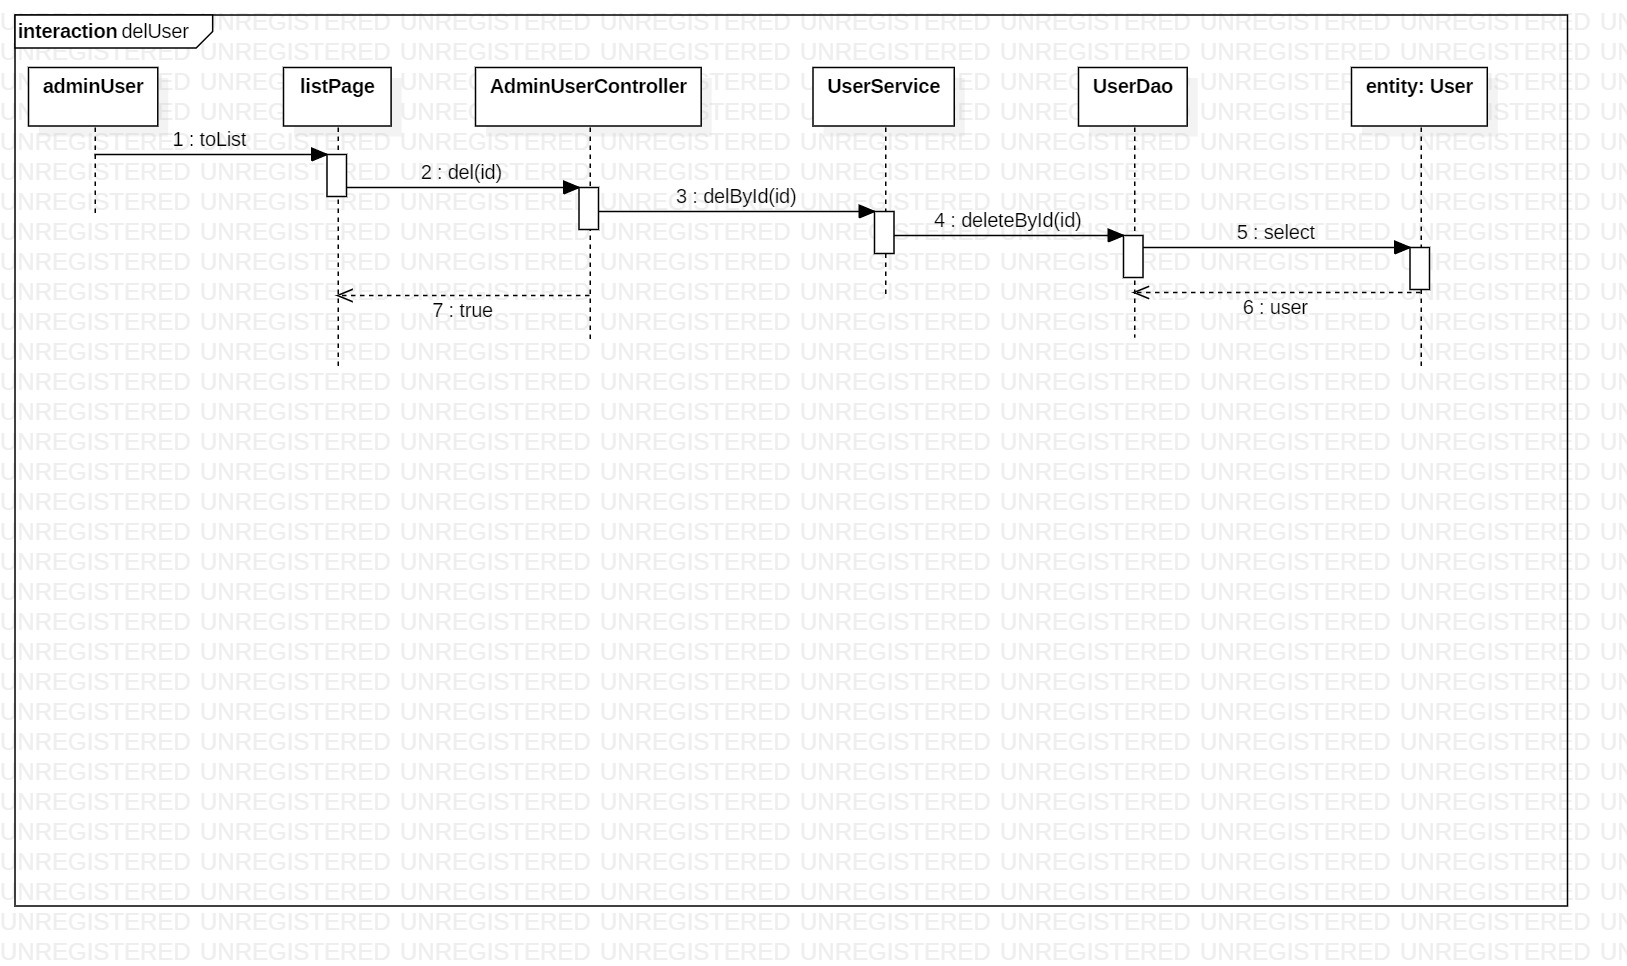 interaction delUser
adminUser
listPage
AdminUserController
UserService
UserDao
entity: User
1 : toList
2 : del(id)
3 : delById(id)
4 : deleteById(id)
5 : select
6 : user
7 : true
UNREGISTERED